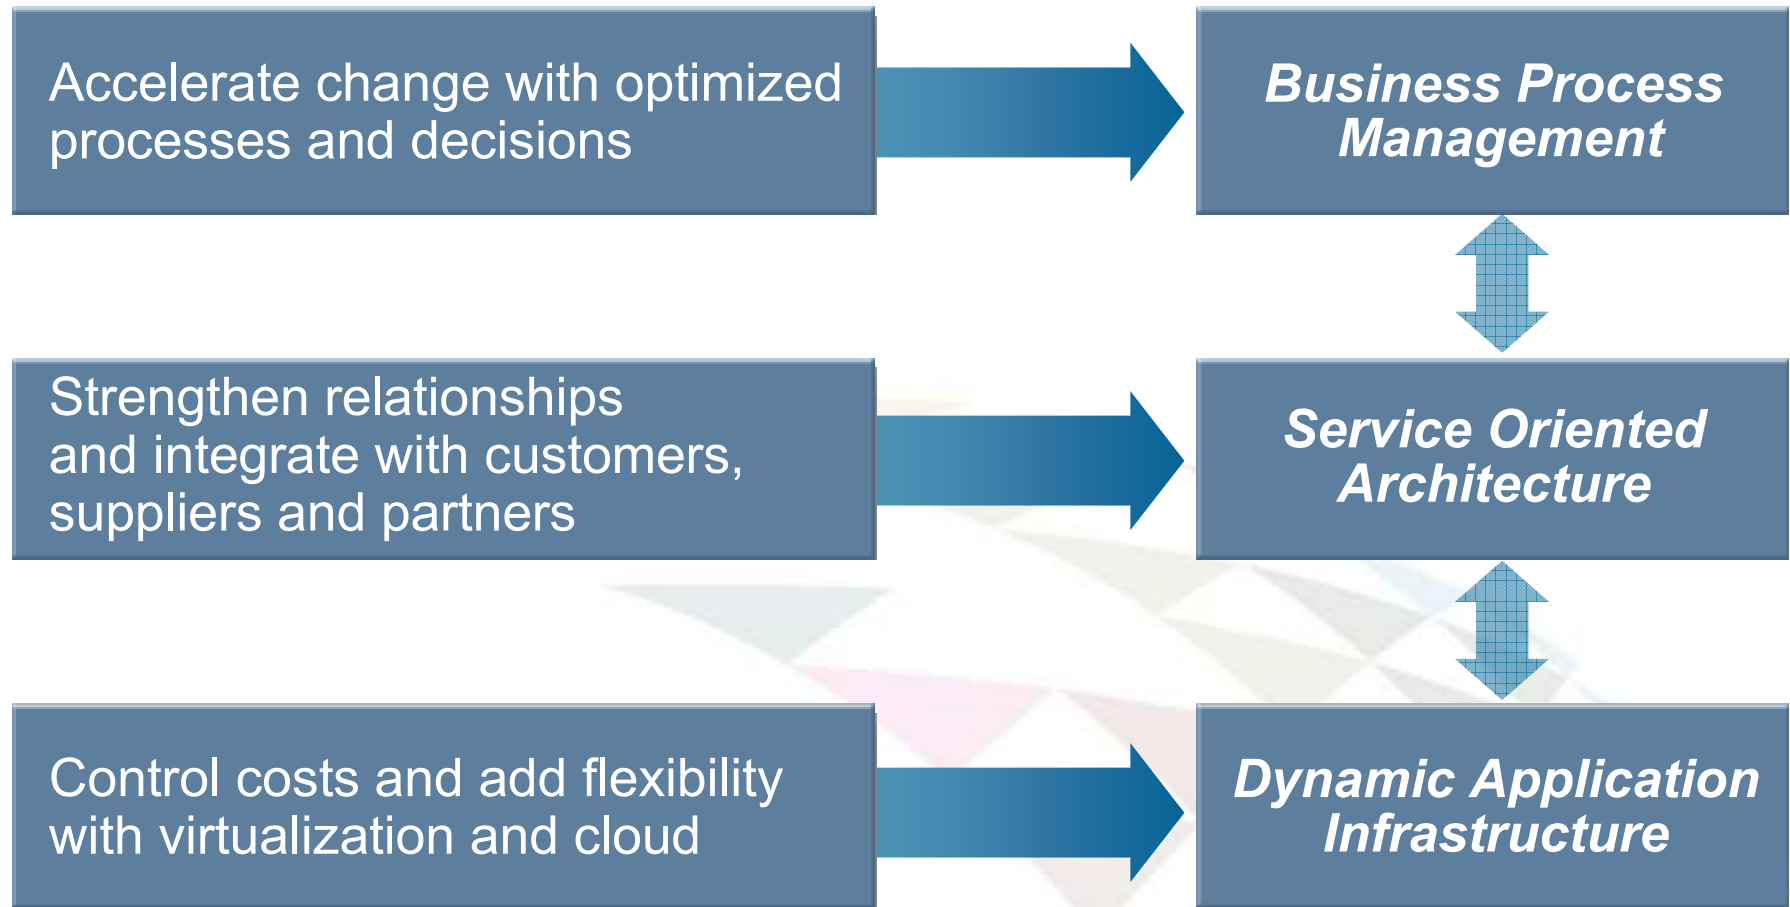 Accelerate change with optimized
processes and decisions
Business Process
Management
Strengthen relationships
and integrate with customers,
suppliers and partners
Service Oriented
Architecture
Control costs and add flexibility
with virtualization and cloud
Dynamic Application
Infrastructure